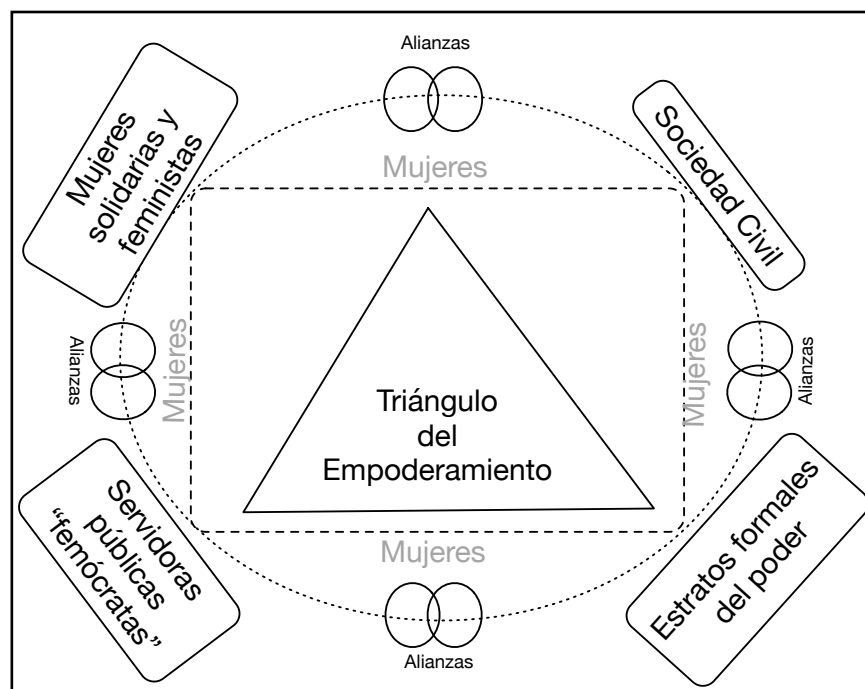 Alianzas
Mujeres
solidarias y
feministas
Sociedad Civil
Mujeres
Alianzas
Mujeres
Triángulo
del
Empoderamiento
Mujeres
Alianzas
Servidoras
públicas
“femócratas”
Mujeres
Estratos formales
del poder
Alianzas